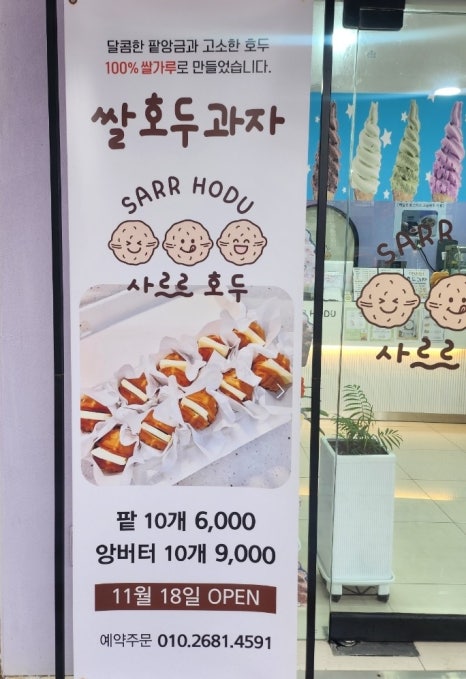 달콤한 팥앙금과 고소한 호두
100% 쌀가루로 만들었습니다.
쌀호두과자
SARR HODU
사르르 호두
팥 10개 6,000
앙버터 10개 9,000
11월 18일 OPEN
예약주문 010.2681.4591
SARR
사르르
HODU